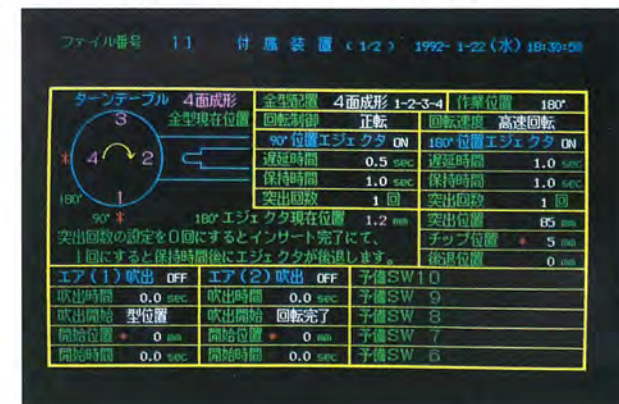 ファイル番号 11 付属装置 (1/2) 1992- 1-22 (水) 18:30:50
ターンテーブル 4面成形 金型配置 4面成形 1-2-3-4 作業位置 180°
3 金型現在位置 回転制御 正転 回転速度 高速回転
90°位置エジェクタ ON 180°位置エジェクタ ON
* 4 2 遅延時間 0.5 sec 遅延時間 1.0 sec
保持時間 1.0 sec 保持時間 1.0 sec
180° 1 突出回数 1 回 突出回数 1 回
90° * 180°エジェクタ現在位置 1.2 mm 突出位置 85 mm
突出回数の設定を0回にするとインサート完了にて、 チップ位置 * 5 mm
1回にすると保持時間後にエジェクタが後退します。 後退位置 0 mm
エア(1)吹出 OFF エア(2)吹出 OFF 予備SW10
吹出時間 0.0 sec 吹出時間 0.0 sec 予備SW 9
吹出開始 型位置 吹出開始 回転完了 予備SW 8
開始位置 * 0 mm 開始位置 * 0 mm 予備SW 7
開始時間 0.0 sec 開始時間 0.0 sec 予備SW 6